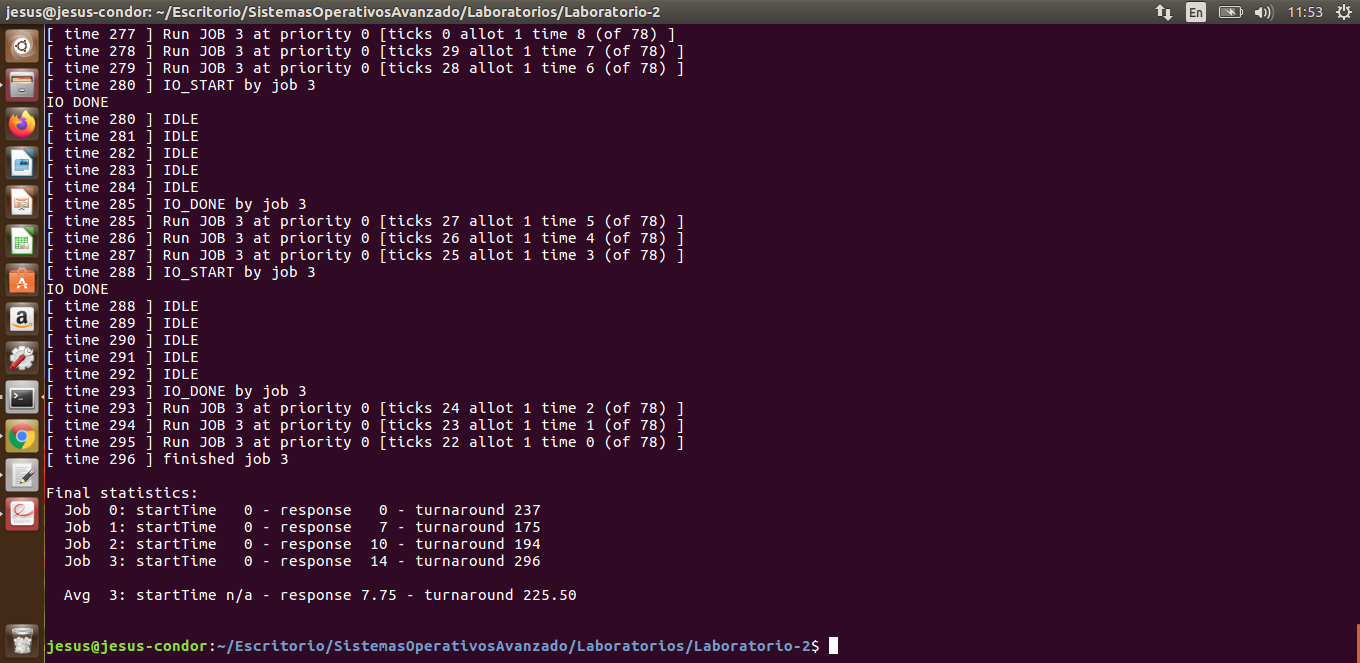 jesus@jesus-condor: ~/Escritorio/SistemasOperativosAvanzado/Laboratorios/Laboratorio-2 En 11:53
[ time 277 ] Run JOB 3 at priority 0 [ticks 0 allot 1 time 8 (of 78) ]
[ time 278 ] Run JOB 3 at priority 0 [ticks 29 allot 1 time 7 (of 78) ]
[ time 279 ] Run JOB 3 at priority 0 [ticks 28 allot 1 time 6 (of 78) ]
[ time 280 ] IO_START by job 3
IO DONE
[ time 280 ] IDLE
[ time 281 ] IDLE
[ time 282 ] IDLE
[ time 283 ] IDLE
[ time 284 ] IDLE
[ time 285 ] IO_DONE by job 3
[ time 285 ] Run JOB 3 at priority 0 [ticks 27 allot 1 time 5 (of 78) ]
[ time 286 ] Run JOB 3 at priority 0 [ticks 26 allot 1 time 4 (of 78) ]
[ time 287 ] Run JOB 3 at priority 0 [ticks 25 allot 1 time 3 (of 78) ]
[ time 288 ] IO_START by job 3
IO DONE
[ time 288 ] IDLE
[ time 289 ] IDLE
[ time 290 ] IDLE
[ time 291 ] IDLE
[ time 292 ] IDLE
[ time 293 ] IO_DONE by job 3
[ time 293 ] Run JOB 3 at priority 0 [ticks 24 allot 1 time 2 (of 78) ]
[ time 294 ] Run JOB 3 at priority 0 [ticks 23 allot 1 time 1 (of 78) ]
[ time 295 ] Run JOB 3 at priority 0 [ticks 22 allot 1 time 0 (of 78) ]
[ time 296 ] finished job 3

Final statistics:
  Job  0: startTime   0 - response   0 - turnaround 237
  Job  1: startTime   0 - response   7 - turnaround 175
  Job  2: startTime   0 - response  10 - turnaround 194
  Job  3: startTime   0 - response  14 - turnaround 296

  Avg  3: startTime n/a - response 7.75 - turnaround 225.50

jesus@jesus-condor:~/Escritorio/SistemasOperativosAvanzado/Laboratorios/Laboratorio-2$